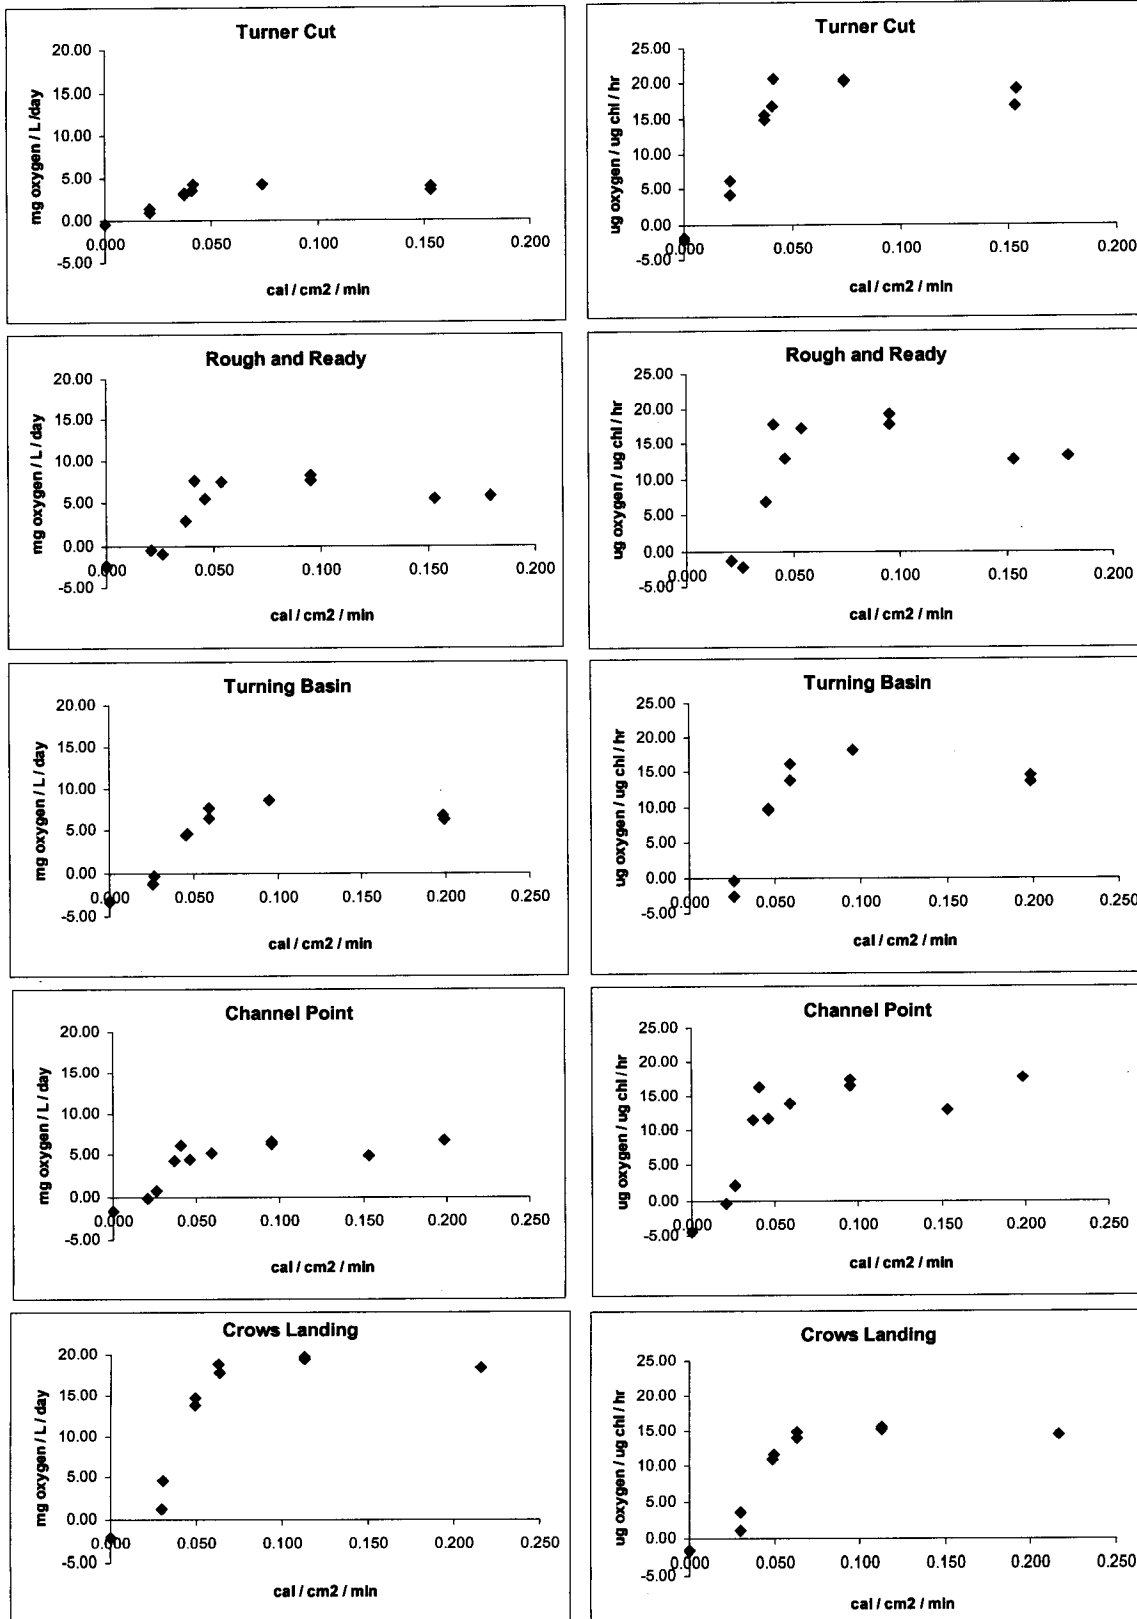 Turner Cut
20.00
15.00
10.00
5.00
0.00
-5.00
mg oxygen / L /day
0.000 0.050 0.100 0.150 0.200
cal / cm2 / min
Turner Cut
25.00
20.00
15.00
10.00
5.00
0.00
-5.00
ug oxygen / ug chl / hr
0.000 0.050 0.100 0.150 0.200
cal / cm2 / min
Rough and Ready
20.00
15.00
10.00
5.00
0.00
-5.00
mg oxygen / L / day
0.000 0.050 0.100 0.150 0.200
cal / cm2 / min
Rough and Ready
25.00
20.00
15.00
10.00
5.00
0.00
-5.00
ug oxygen / ug chl / hr
0.000 0.050 0.100 0.150 0.200
cal / cm2 / min
Turning Basin
20.00
15.00
10.00
5.00
0.00
-5.00
mg oxygen / L / day
0.000 0.050 0.100 0.150 0.200 0.250
cal / cm2 / min
Turning Basin
25.00
20.00
15.00
10.00
5.00
0.00
-5.00
ug oxygen / ug chl / hr
0.000 0.050 0.100 0.150 0.200 0.250
cal / cm2 / min
Channel Point
20.00
15.00
10.00
5.00
0.00
-5.00
mg oxygen / L / day
0.000 0.050 0.100 0.150 0.200 0.250
cal / cm2 / min
Channel Point
25.00
20.00
15.00
10.00
5.00
0.00
-5.00
ug oxygen / ug chl / hr
0.000 0.050 0.100 0.150 0.200 0.250
cal / cm2 / min
Crows Landing
20.00
15.00
10.00
5.00
0.00
-5.00
mg oxygen / L / day
0.000 0.050 0.100 0.150 0.200 0.250
cal / cm2 / min
Crows Landing
25.00
20.00
15.00
10.00
5.00
0.00
-5.00
ug oxygen / ug chl / hr
0.000 0.050 0.100 0.150 0.200 0.250
cal / cm2 / min